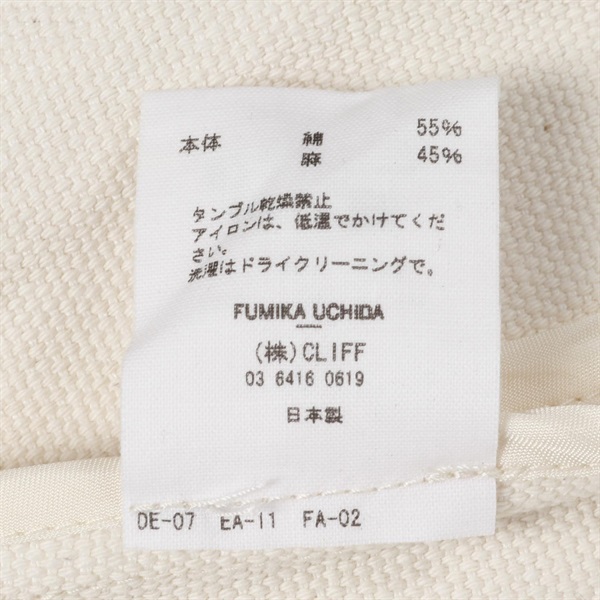 本体 綿 55%
麻 45%
タンブル乾燥禁止
アイロンは、低温でかけてくだ
さい。
洗濯はドライクリーニングで。
FUMIKA UCHIDA
(株)CLIFF
03 6416 0619
日本製
DE-07 EA-11 FA-02